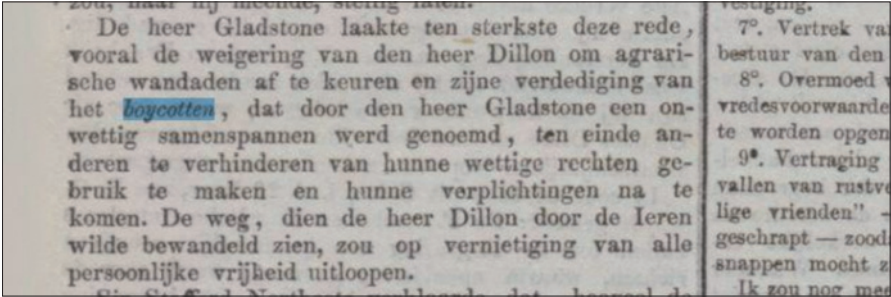 De heer Gladstone laakte ten sterkste deze rede,
vooral de weigering van den heer Dillon om agrari-
sche wandaden af te keuren en zijne verdediging van
het boycotten, dat door den heer Gladstone een on-
wettig samenspannen werd genoemd, ten einde an-
deren te verhinderen van hunne wettige rechten ge-
bruik te maken en hunne verplichtingen na te
komen. De weg, dien de heer Dillon door de Ieren
wilde bewandeld zien, zou op vernietiging van alle
persoonlijke vrijheid uitloopen.
vestiging.
7°. Vertrek
bestuur van den
8°. Overmoed
vredesvoorwaarde
te worden opgen
9°. Vertraging
vallen van rustv
lige vrienden" —
geschrapt — zood
snappen mocht
Ik zou nog